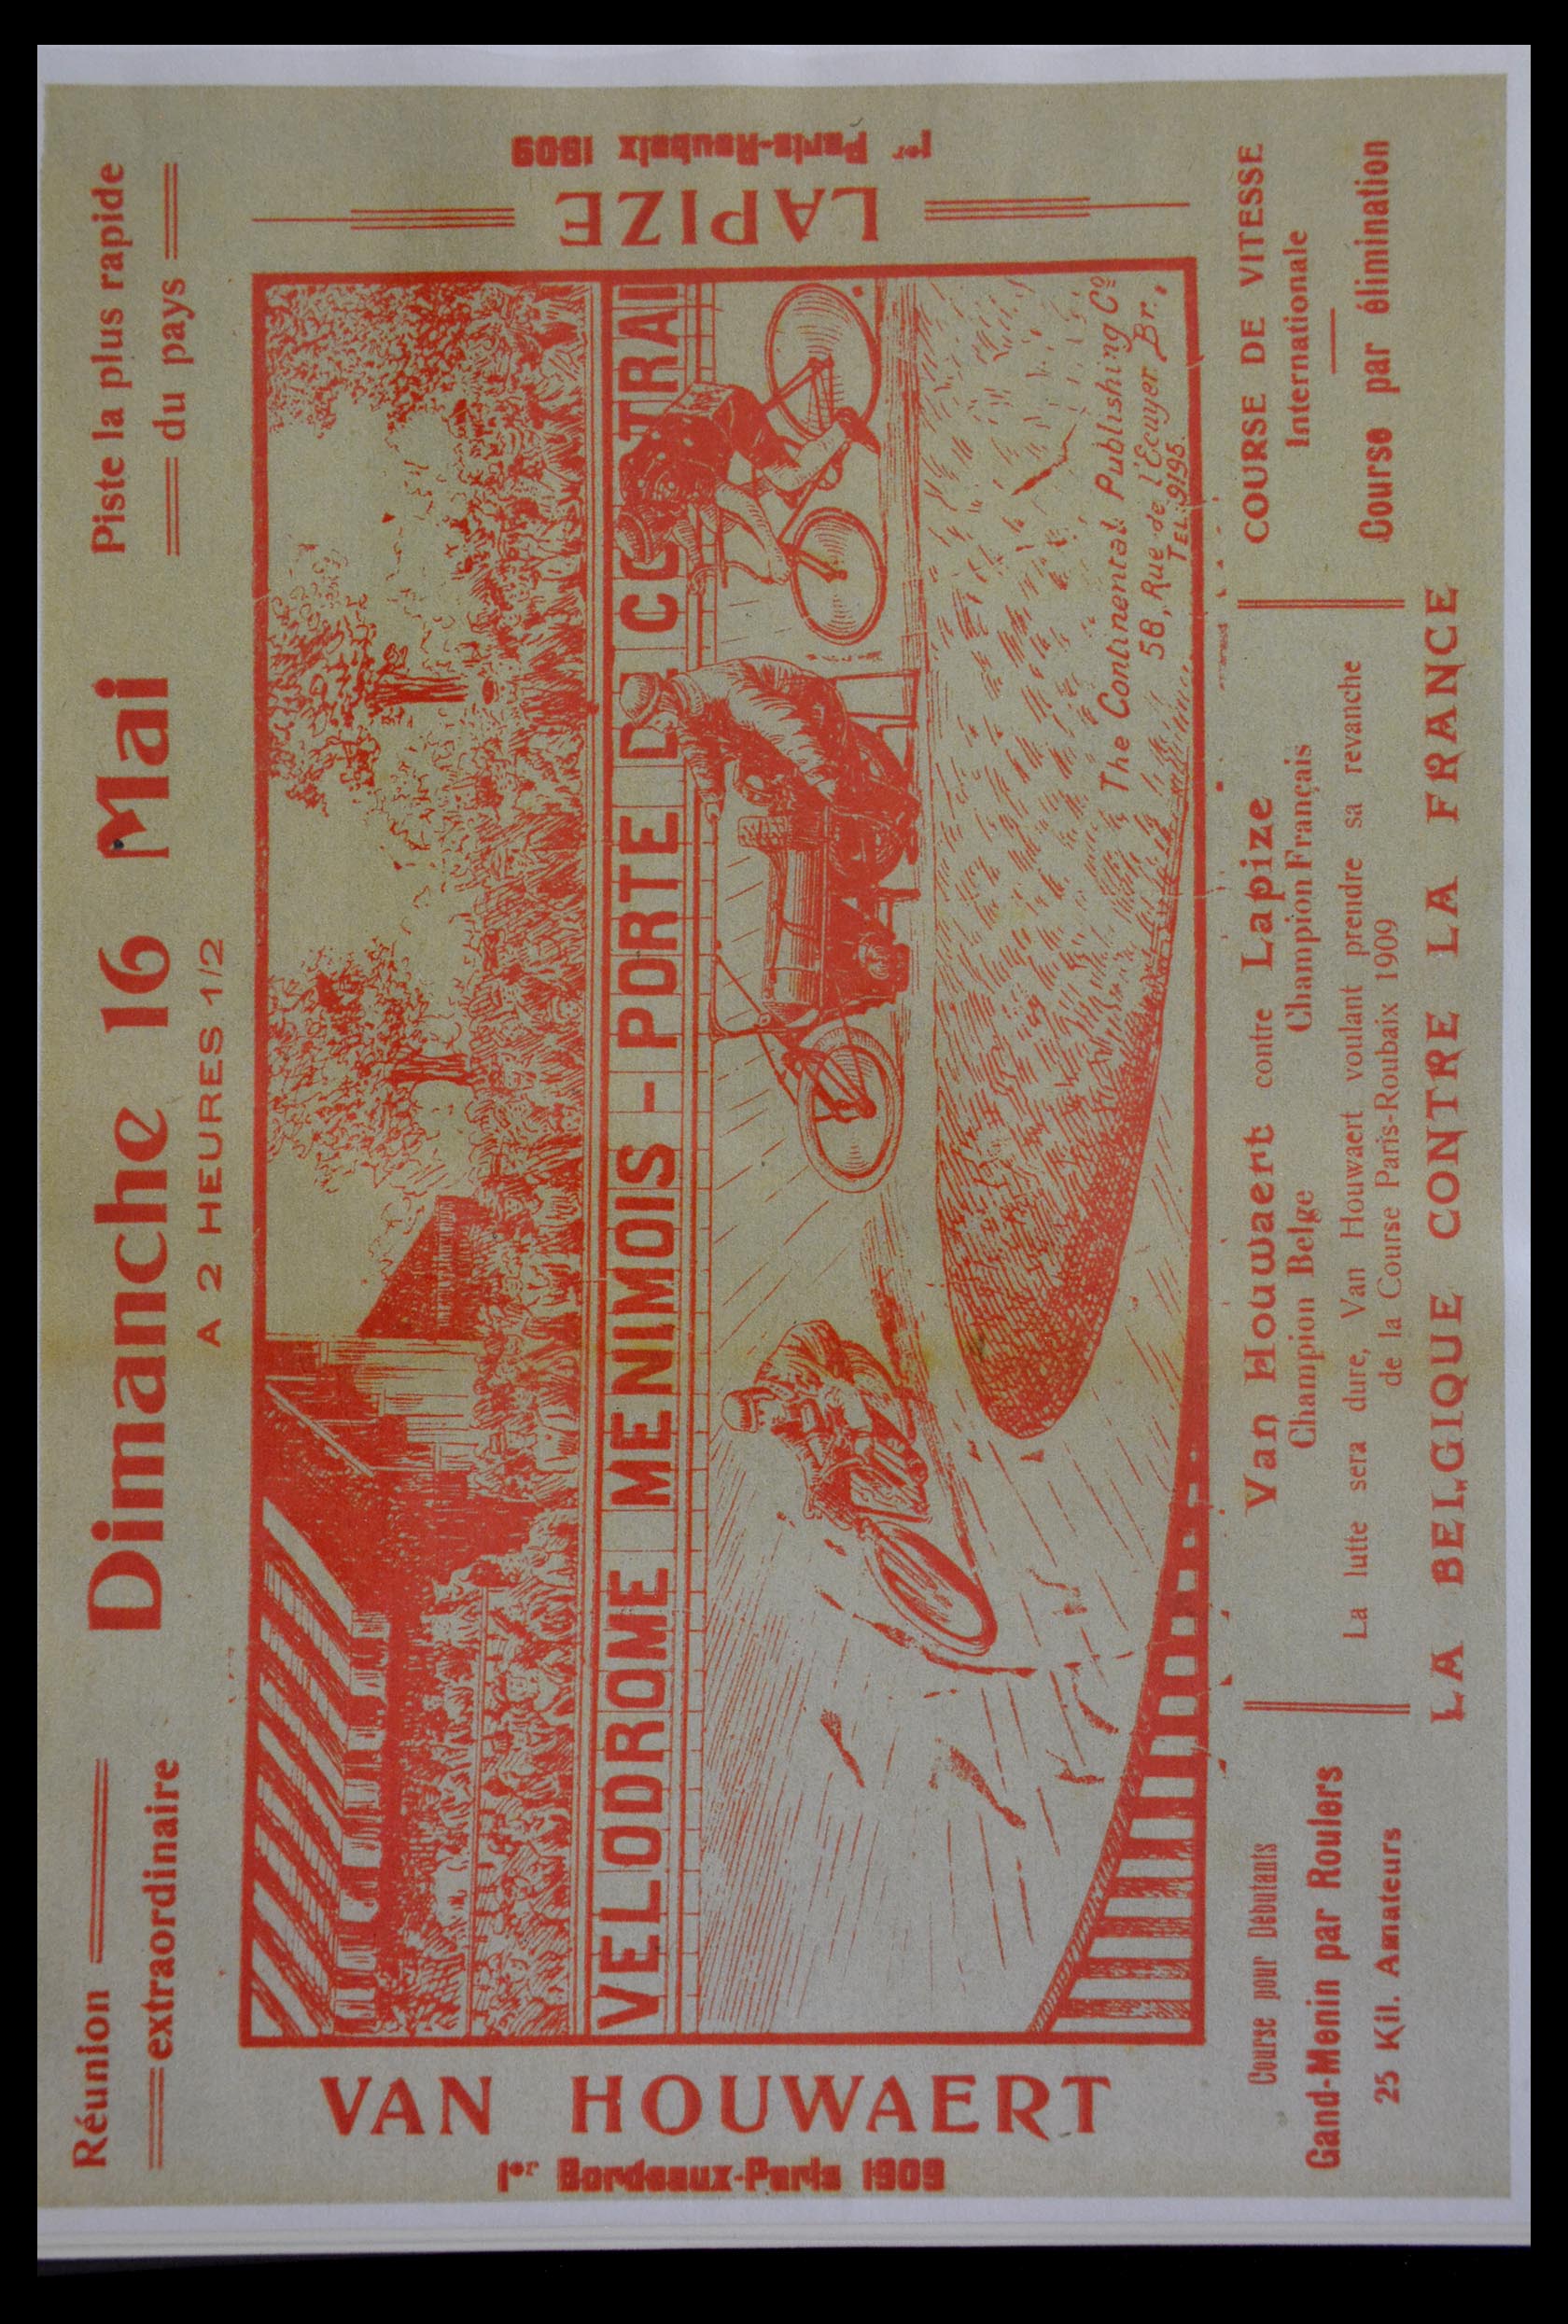 Réunion
extraordinaire
Dimanche 16 Mai
A 2 HEURES 1/2
Piste la plus rapide
du pays
VAN HOUWAERT
1er Bordeaux-Paris 1909
VELODROME MENINOIS - PORTE DE COURTRAI
The Continental Publishing Co
58, Rue de l'Ecuyer Br.
TEL: 9195.
LAPIZE
1er Paris-Roubaix 1909
Course pour Débutants
Gand-Menin par Roulers
25 Kil. Amateurs
Van Houwaert contre Lapize
Champion Belge Champion Français
La lutte sera dure, Van Houwaert voulant prendre sa revanche
de la Course Paris-Roubaix 1909
COURSE DE VITESSE
Internationale
Course par élimination
LA BELGIQUE CONTRE LA FRANCE